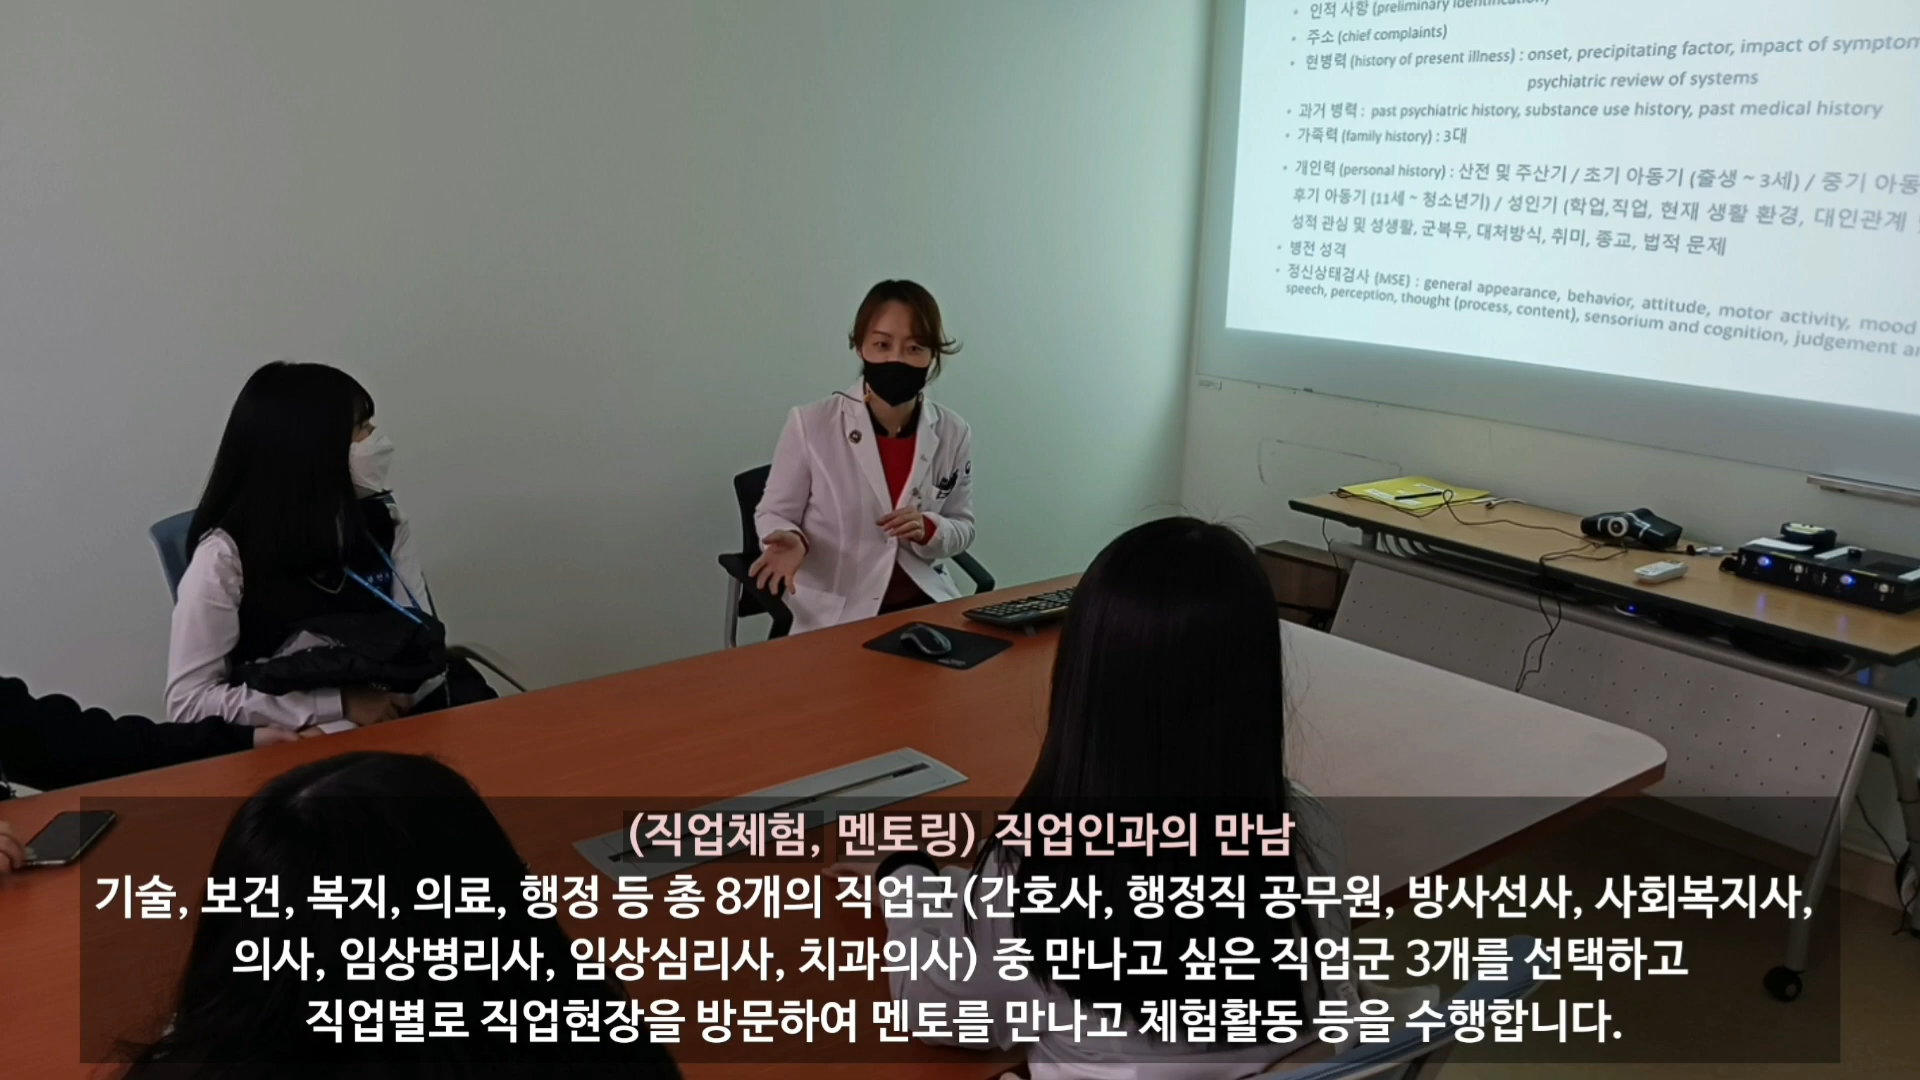 인적 사항 (preliminary identification)
주소 (chief complaints)
현병력 (history of present illness) : onset, precipitating factor, impact of symptom
psychiatric review of systems
과거 병력 : past psychiatric history, substance use history, past medical history
가족력 (family history) : 3대
개인력 (personal history) : 산전 및 주산기 / 초기 아동기 (출생 ~ 3세) / 중기 아동
후기 아동기 (11세 ~ 청소년기) / 성인기 (학업,직업, 현재 생활 환경, 대인관계
성적 관심 및 성생활, 군복무, 대처방식, 취미, 종교, 법적 문제
병전 성격
정신상태검사 (MSE) : general appearance, behavior, attitude, motor activity, mood
speech, perception, thought (process, content), sensorium and cognition, judgement
(직업체험, 멘토링) 직업인과의 만남
기술, 보건, 복지, 의료, 행정 등 총 8개의 직업군(간호사, 행정직 공무원, 방사선사, 사회복지사,
의사, 임상병리사, 임상심리사, 치과의사) 중 만나고 싶은 직업군 3개를 선택하고
직업별로 직업현장을 방문하여 멘토를 만나고 체험활동 등을 수행합니다.